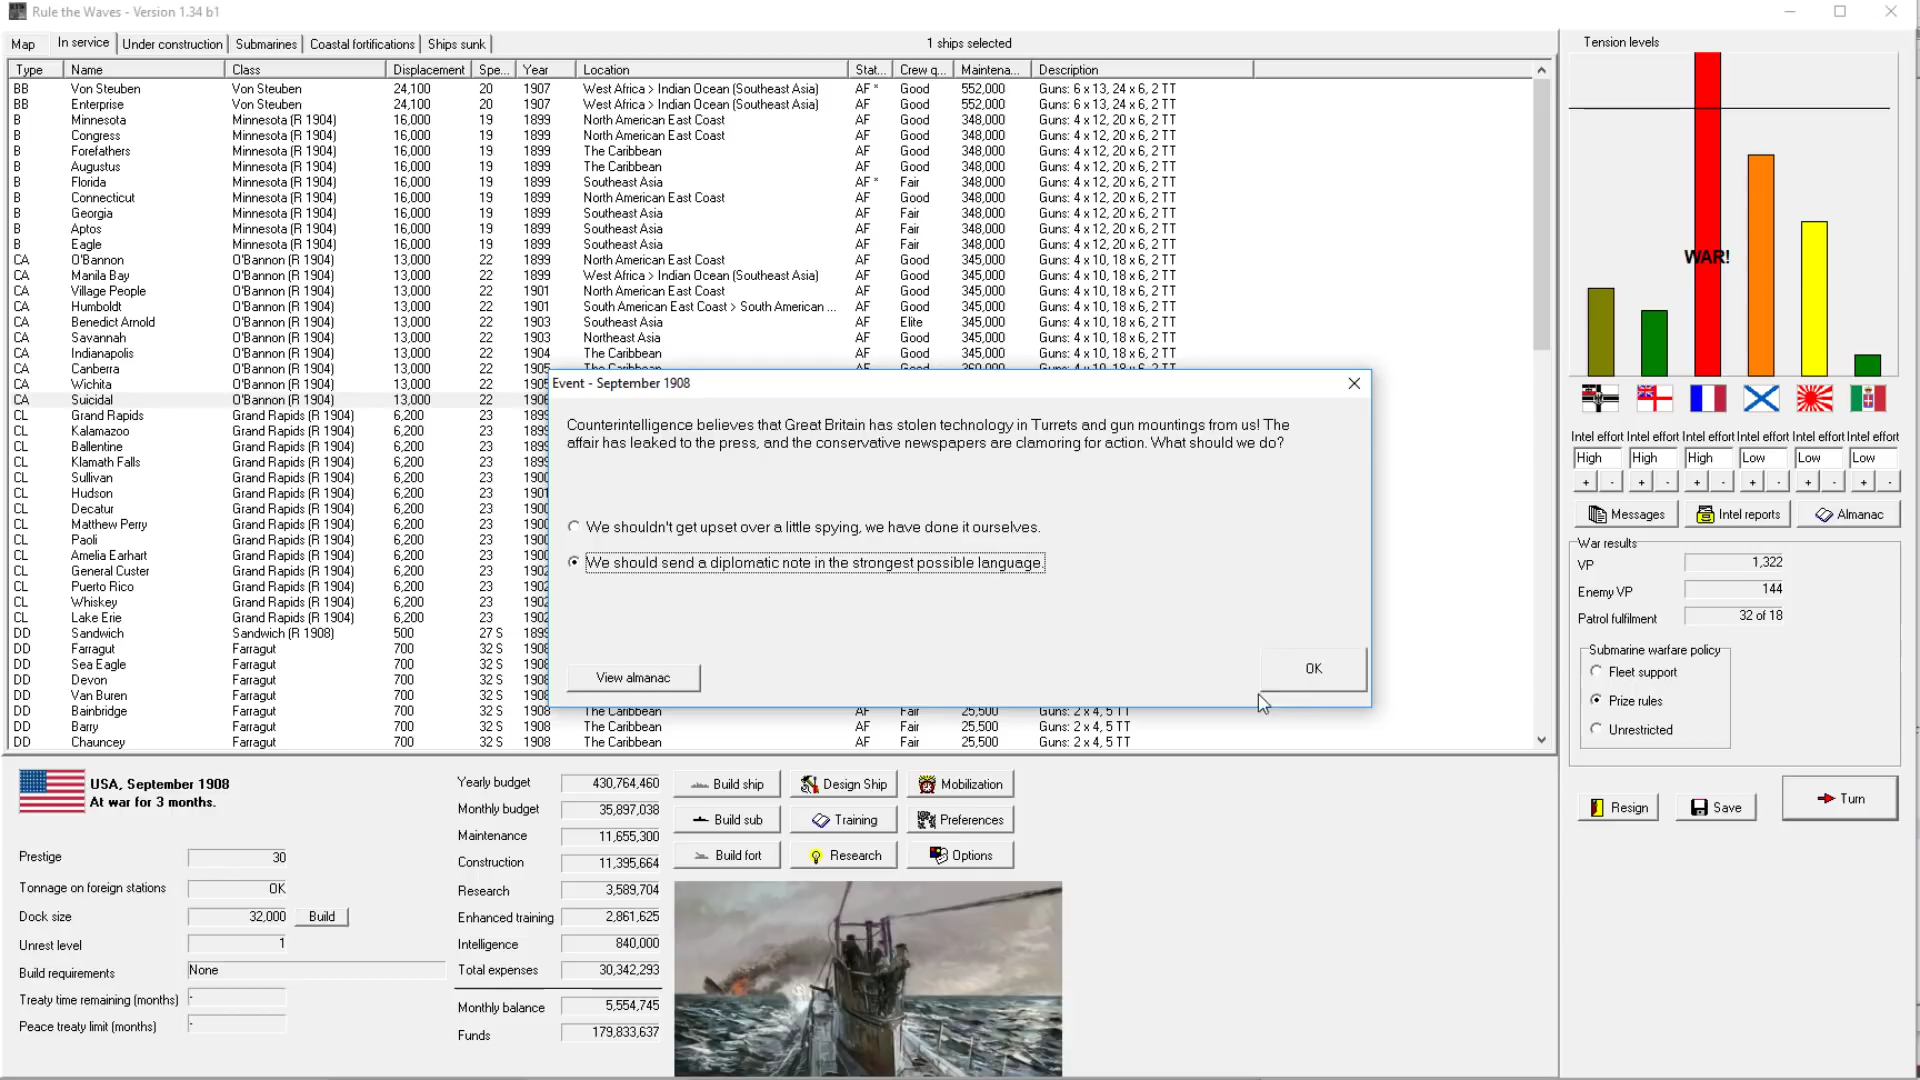 Rule the Waves - Version 1.34 b1
Map In service Under construction Submarines Coastal fortifications Ships sunk 1 ships selected
Type Name Class Displacement Spe... Year Location Stat... Crew q... Maintena... Description
BB Von Steuben Von Steuben 24,100 20 1907 West Africa > Indian Ocean (Southeast Asia) AF * Good 552,000 Guns: 6 x 13, 24 x 6, 2 TT
BB Enterprise Von Steuben 24,100 20 1907 West Africa > Indian Ocean (Southeast Asia) AF Good 552,000 Guns: 6 x 13, 24 x 6, 2 TT
B Minnesota Minnesota (R 1904) 16,000 19 1899 North American East Coast AF Good 348,000 Guns: 4 x 12, 20 x 6, 2 TT
B Congress Minnesota (R 1904) 16,000 19 1899 North American East Coast AF Good 348,000 Guns: 4 x 12, 20 x 6, 2 TT
B Forefathers Minnesota (R 1904) 16,000 19 1899 The Caribbean AF Good 348,000 Guns: 4 x 12, 20 x 6, 2 TT
B Augustus Minnesota (R 1904) 16,000 19 1899 The Caribbean AF Good 348,000 Guns: 4 x 12, 20 x 6, 2 TT
B Florida Minnesota (R 1904) 16,000 19 1899 Southeast Asia AF * Fair 348,000 Guns: 4 x 12, 20 x 6, 2 TT
B Connecticut Minnesota (R 1904) 16,000 19 1899 North American East Coast AF Good 348,000 Guns: 4 x 12, 20 x 6, 2 TT
B Georgia Minnesota (R 1904) 16,000 19 1899 Southeast Asia AF Fair 348,000 Guns: 4 x 12, 20 x 6, 2 TT
B Aptos Minnesota (R 1904) 16,000 19 1899 Southeast Asia AF Fair 348,000 Guns: 4 x 12, 20 x 6, 2 TT
B Eagle Minnesota (R 1904) 16,000 19 1899 Southeast Asia AF Fair 348,000 Guns: 4 x 12, 20 x 6, 2 TT
CA O'Bannon O'Bannon (R 1904) 13,000 22 1899 North American East Coast AF Good 345,000 Guns: 4 x 10, 18 x 6, 2 TT
CA Manila Bay O'Bannon (R 1904) 13,000 22 1899 West Africa > Indian Ocean (Southeast Asia) AF Good 345,000 Guns: 4 x 10, 18 x 6, 2 TT
CA Village People O'Bannon (R 1904) 13,000 22 1901 North American East Coast AF Good 345,000 Guns: 4 x 10, 18 x 6, 2 TT
CA Humboldt O'Bannon (R 1904) 13,000 22 1901 South American East Coast > South American ... AF Good 345,000 Guns: 4 x 10, 18 x 6, 2 TT
CA Benedict Arnold O'Bannon (R 1904) 13,000 22 1903 Southeast Asia AF Elite 345,000 Guns: 4 x 10, 18 x 6, 2 TT
CA Savannah O'Bannon (R 1904) 13,000 22 1903 Northeast Asia AF Good 345,000 Guns: 4 x 10, 18 x 6, 2 TT
CA Indianapolis O'Bannon (R 1904) 13,000 22 1904 The Caribbean AF Good 345,000 Guns: 4 x 10, 18 x 6, 2 TT
CA Canberra O'Bannon (R 1904) 13,000 22 1905 The Caribbean AF Good 360,000 Guns: 4 x 10, 18 x 6, 2 TT
CA Wichita O'Bannon (R 1904) 13,000 22
CA Suicidal O'Bannon (R 1904) 13,000 22
CL Grand Rapids Grand Rapids (R 1904) 6,200 23
CL Kalamazoo Grand Rapids (R 1904) 6,200 23
CL Ballentine Grand Rapids (R 1904) 6,200 23
CL Klamath Falls Grand Rapids (R 1904) 6,200 23
CL Sullivan Grand Rapids (R 1904) 6,200 23
CL Hudson Grand Rapids (R 1904) 6,200 23
CL Decatur Grand Rapids (R 1904) 6,200 23
CL Matthew Perry Grand Rapids (R 1904) 6,200 23
CL Paoli Grand Rapids (R 1904) 6,200 23
CL Amelia Earhart Grand Rapids (R 1904) 6,200 23
CL General Custer Grand Rapids (R 1904) 6,200 23
CL Puerto Rico Grand Rapids (R 1904) 6,200 23
CL Whiskey Grand Rapids (R 1904) 6,200 23
CL Lake Erie Grand Rapids (R 1904) 6,200 23
DD Sandwich Sandwich (R 1908) 500 27 S
DD Farragut Farragut 700 32 S
DD Sea Eagle Farragut 700 32 S
DD Devon Farragut 700 32 S
DD Van Buren Farragut 700 32 S
DD Bainbridge Farragut 700 32 S 1908 The Caribbean AF Fair 25,500 Guns: 2 x 4, 5 TT
DD Barry Farragut 700 32 S 1908 The Caribbean AF Fair 25,500 Guns: 2 x 4, 5 TT
DD Chauncey Farragut 700 32 S 1908 The Caribbean AF Fair 25,500 Guns: 2 x 4, 5 TT
Event - September 1908
Counterintelligence believes that Great Britain has stolen technology in Turrets and gun mountings from us! The
affair has leaked to the press, and the conservative newspapers are clamoring for action. What should we do?
We shouldn't get upset over a little spying, we have done it ourselves.
We should send a diplomatic note in the strongest possible language.
View almanac OK
Tension levels
WAR!
Intel effort Intel effort Intel effort Intel effort Intel effort Intel effort
High High High Low Low Low
+ - + - + - + - + - + -
Messages Intel reports Almanac
War results
VP 1,322
Enemy VP 144
Patrol fulfilment 32 of 18
Submarine warfare policy
Fleet support
Prize rules
Unrestricted
Resign Save Turn
USA, September 1908
At war for 3 months.
Prestige 30
Tonnage on foreign stations OK
Dock size 32,000 Build
Unrest level 1
Build requirements None
Treaty time remaining (months) -
Peace treaty limit (months) -
Yearly budget 430,764,460
Monthly budget 35,897,038
Maintenance 11,655,300
Construction 11,395,664
Research 3,589,704
Enhanced training 2,861,625
Intelligence 840,000
Total expenses 30,342,293
Monthly balance 5,554,745
Funds 179,833,637
Build ship Design Ship Mobilization
Build sub Training Preferences
Build fort Research Options